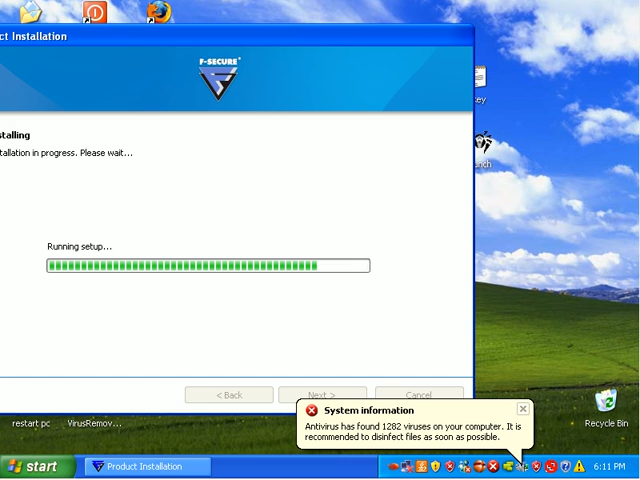 ct Installation
F-SECURE
stalling
tallation in progress. Please wait...
Running setup...
< Back
Next >
Cancel
key
nch
System information
Antivirus has found 1282 viruses on your computer. It is
recommended to disinfect files as soon as possible.
restart pc
VirusRemov...
Recycle Bin
start
Product Installation
6:11 PM